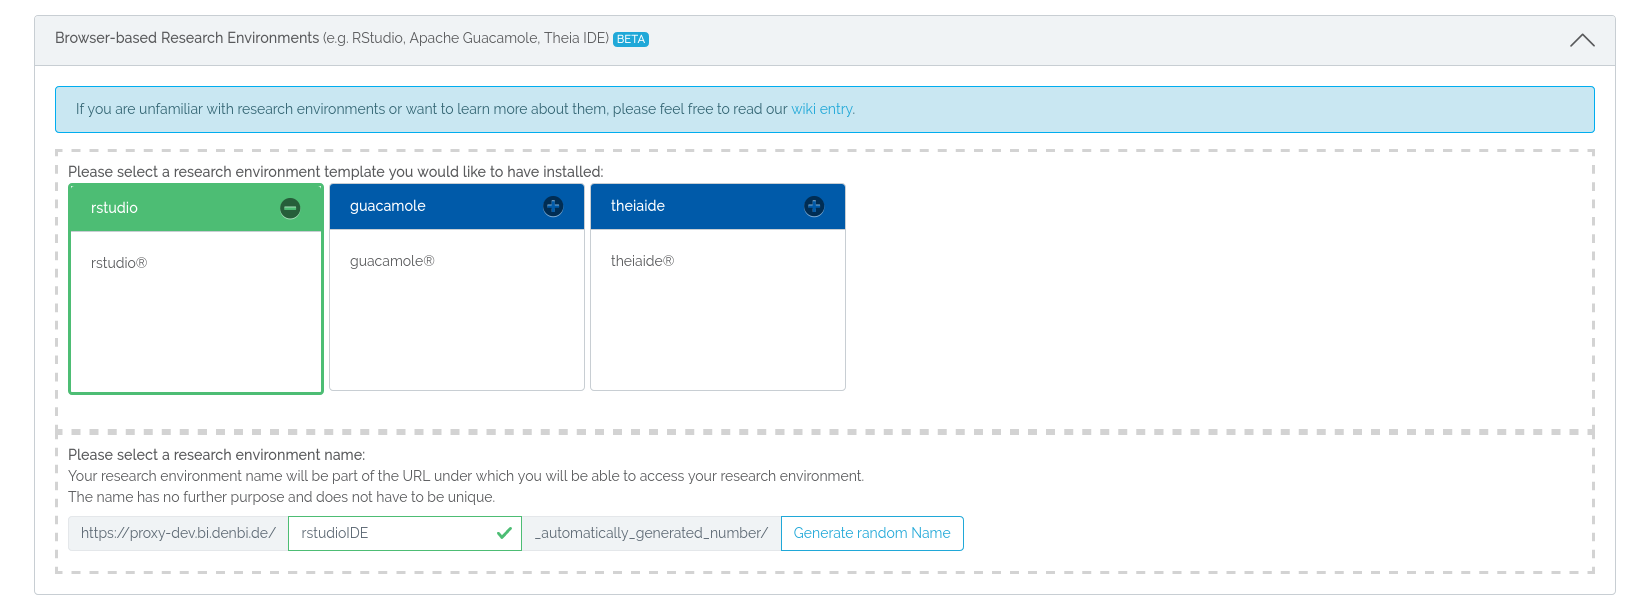 Browser-based Research Environments (e.g. RStudio, Apache Guacamole, Theia IDE) BETA
If you are unfamiliar with research environments or want to learn more about them, please feel free to read our wiki entry.
Please select a research environment template you would like to have installed:
rstudio
guacamole
theiaide
rstudio®
guacamole®
theiaide®
Please select a research environment name:
Your research environment name will be part of the URL under which you will be able to access your research environment.
The name has no further purpose and does not have to be unique.
https://proxy-dev.bi.denbi.de/ rstudioIDE _automatically_generated_number/ Generate random Name